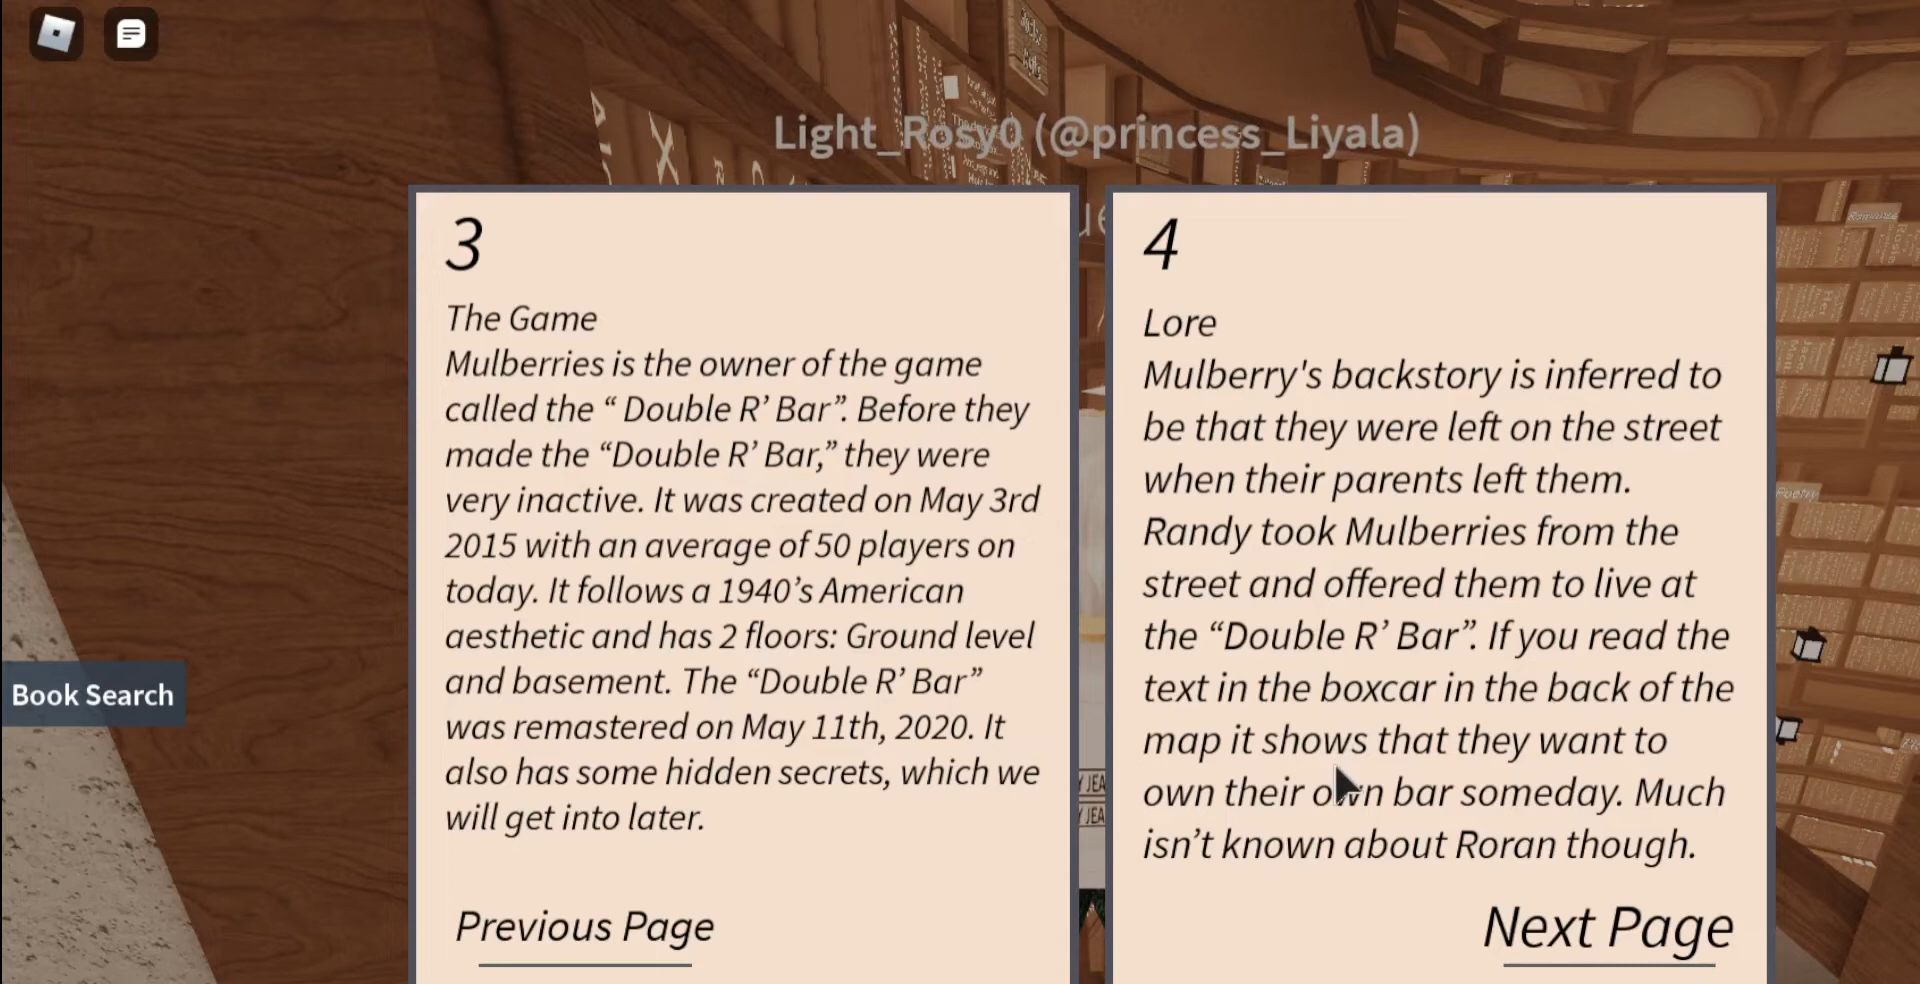 Light_Rosy0 (@princess_Liyala)
3
The Game
Mulberries is the owner of the game
called the “ Double R’ Bar”. Before they
made the “Double R’ Bar,” they were
very inactive. It was created on May 3rd
2015 with an average of 50 players on
today. It follows a 1940’s American
aesthetic and has 2 floors: Ground level
and basement. The “Double R’ Bar”
was remastered on May 11th, 2020. It
also has some hidden secrets, which we
will get into later.
Previous Page
4
Lore
Mulberry's backstory is inferred to
be that they were left on the street
when their parents left them.
Randy took Mulberries from the
street and offered them to live at
the “Double R’ Bar”. If you read the
text in the boxcar in the back of the
map it shows that they want to
own their own bar someday. Much
isn’t known about Roran though.
Next Page
Book Search
Poetry